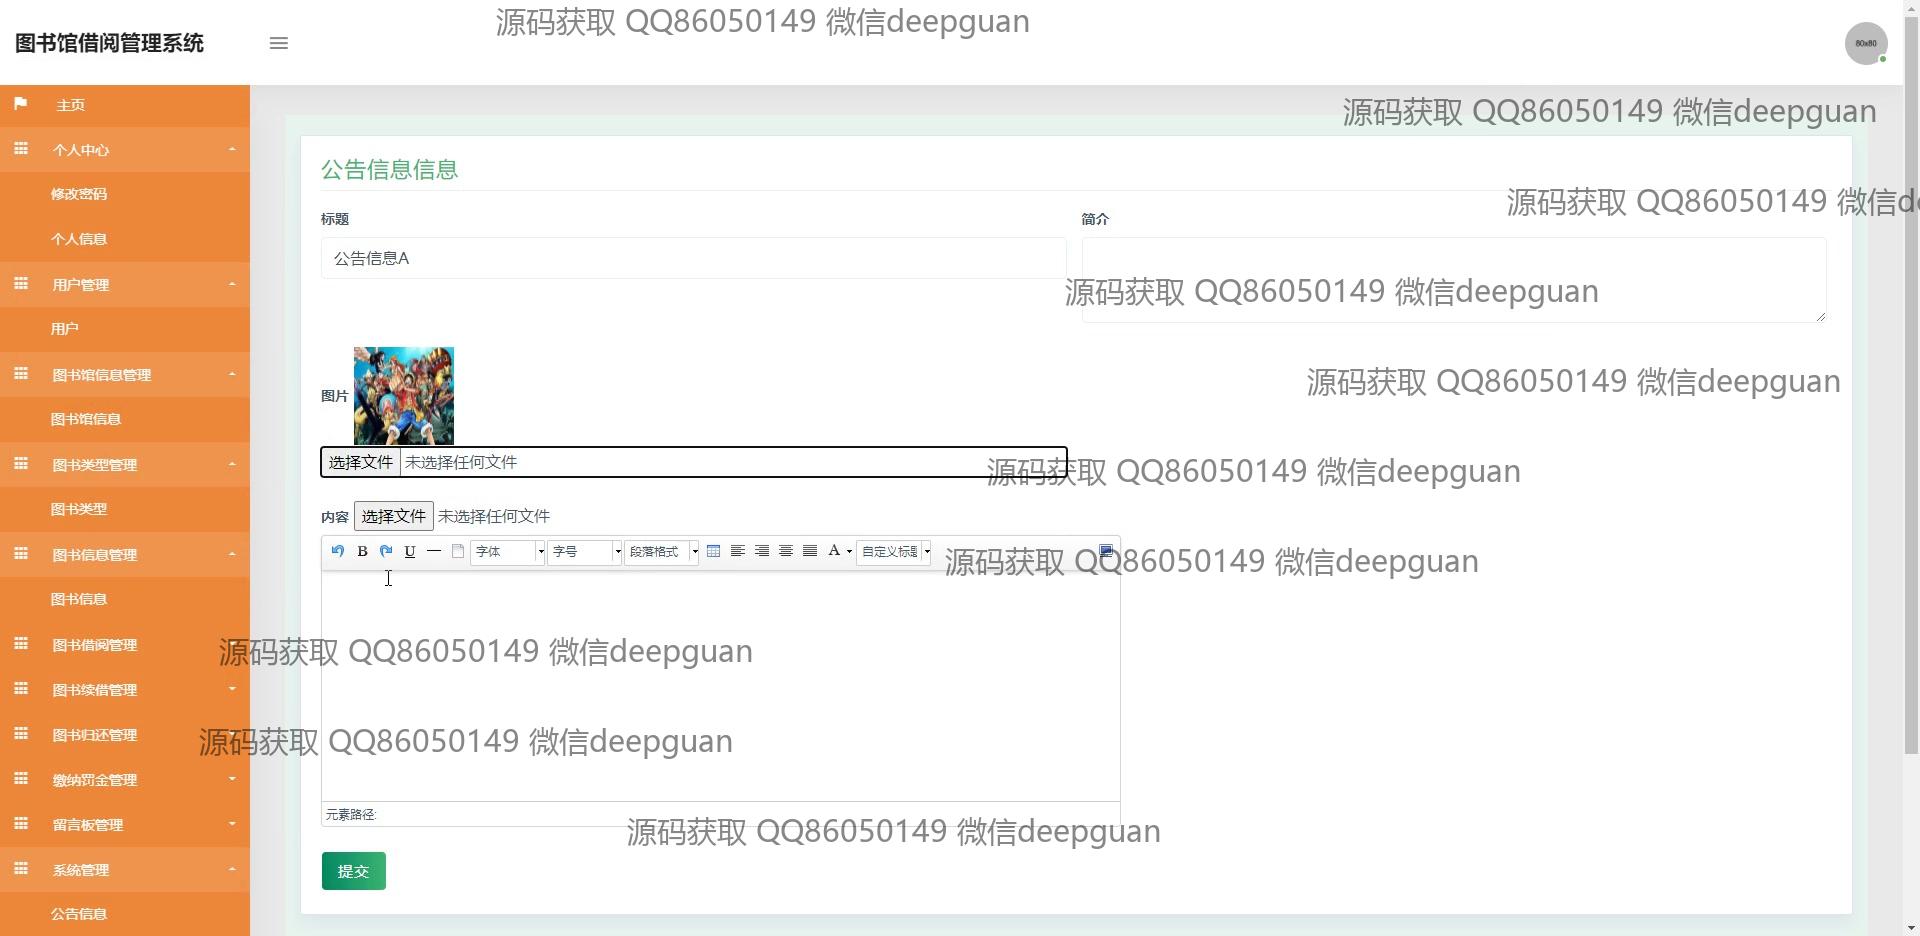 图书馆借阅管理系统
源码获取 QQ86050149 微信deepguan
80x80
主页
源码获取 QQ86050149 微信deepguan
个人中心
公告信息信息
修改密码
源码获取 QQ86050149 微信de
标题
简介
个人信息
公告信息A
用户管理
源码获取 QQ86050149 微信deepguan
用户
图书馆信息管理
源码获取 QQ86050149 微信deepguan
图片
图书馆信息
图书类型管理
选择文件 未选择任何文件
源码获取 QQ86050149 微信deepguan
图书类型
内容 选择文件 未选择任何文件
图书信息管理
B U 字体 字号 段落格式 A 自定义标题
源码获取 QQ86050149 微信deepguan
图书信息
图书借阅管理
源码获取 QQ86050149 微信deepguan
图书续借管理
图书归还管理
源码获取 QQ86050149 微信deepguan
缴纳罚金管理
元素路径:
留言板管理
源码获取 QQ86050149 微信deepguan
系统管理
提交
公告信息